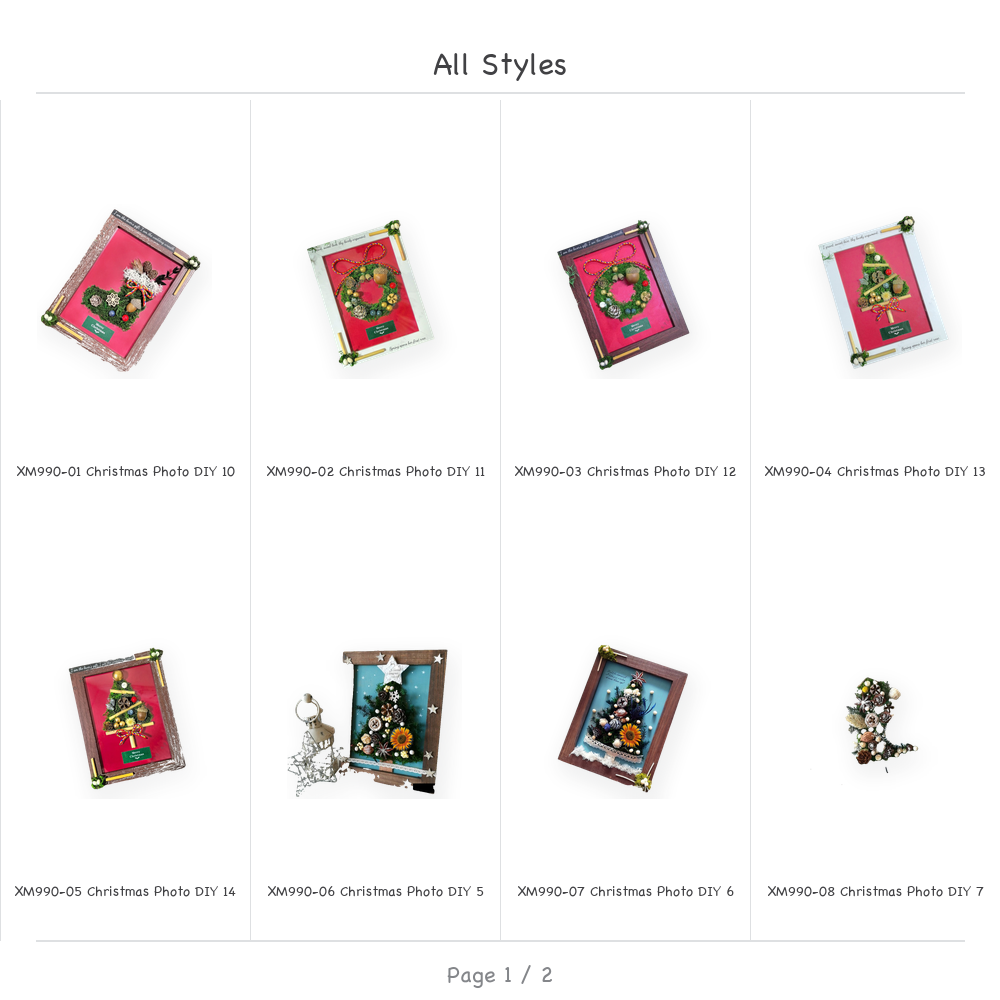 All Styles
XM990-01 Christmas Photo DIY 10
XM990-02 Christmas Photo DIY 11
XM990-03 Christmas Photo DIY 12
XM990-04 Christmas Photo DIY 13
XM990-05 Christmas Photo DIY 14
XM990-06 Christmas Photo DIY 5
XM990-07 Christmas Photo DIY 6
XM990-08 Christmas Photo DIY 7
Page 1 / 2